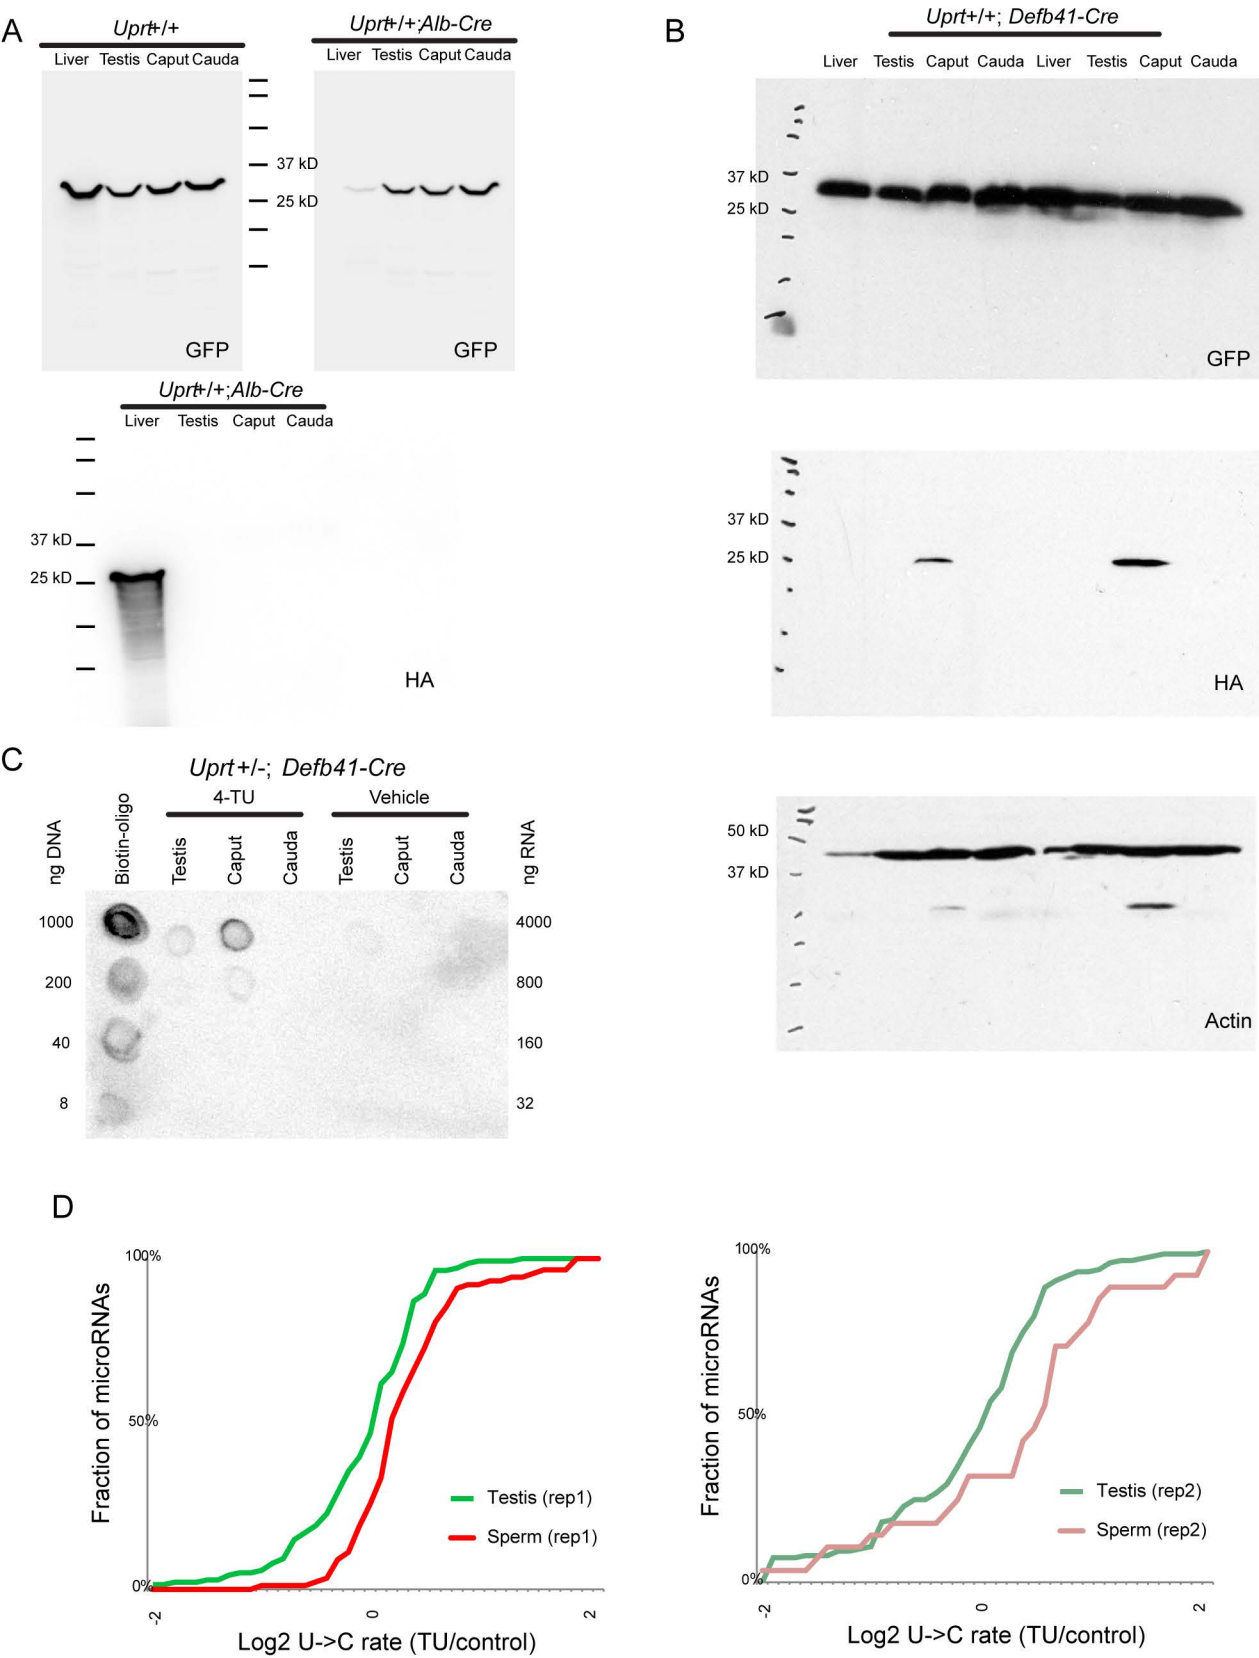 A
Uprt+/+
Liver Testis Caput Cauda
Uprt+/+;Alb-Cre
Liver Testis Caput Cauda
37 kD
25 kD
GFP
GFP
Uprt+/+;Alb-Cre
Liver Testis Caput Cauda
37 kD
25 kD
HA
B
Uprt+/+; Defb41-Cre
Liver Testis Caput Cauda Liver Testis Caput Cauda
37 kD
25 kD
GFP
37 kD
25 kD
HA
50 kD
37 kD
Actin
C
Uprt +/-; Defb41-Cre
4-TU Vehicle
ng DNA Biotin-oligo Testis Caput Cauda Testis Caput Cauda ng RNA
1000 4000
200 800
40 160
8 32
D
100%
50%
0%
Fraction of microRNAs
Testis (rep1)
Sperm (rep1)
-2 0 2
Log2 U->C rate (TU/control)
100%
50%
0%
Fraction of microRNAs
Testis (rep2)
Sperm (rep2)
-2 0 2
Log2 U->C rate (TU/control)